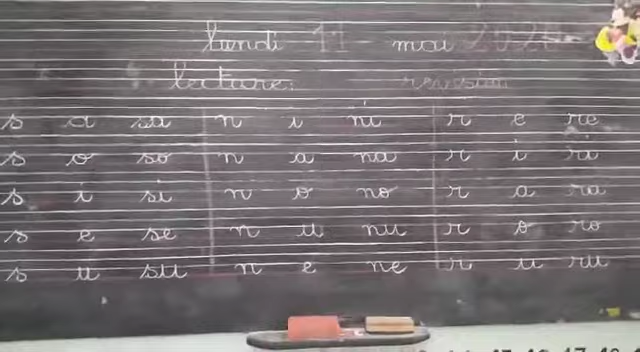 lundi 11 mai 2026
lecture: révision
s a sa n i ni r e re
s o so n a na r i ri
s i si n o no r a ra
s e se n u nu r o ro
s u su n e ne r u ru